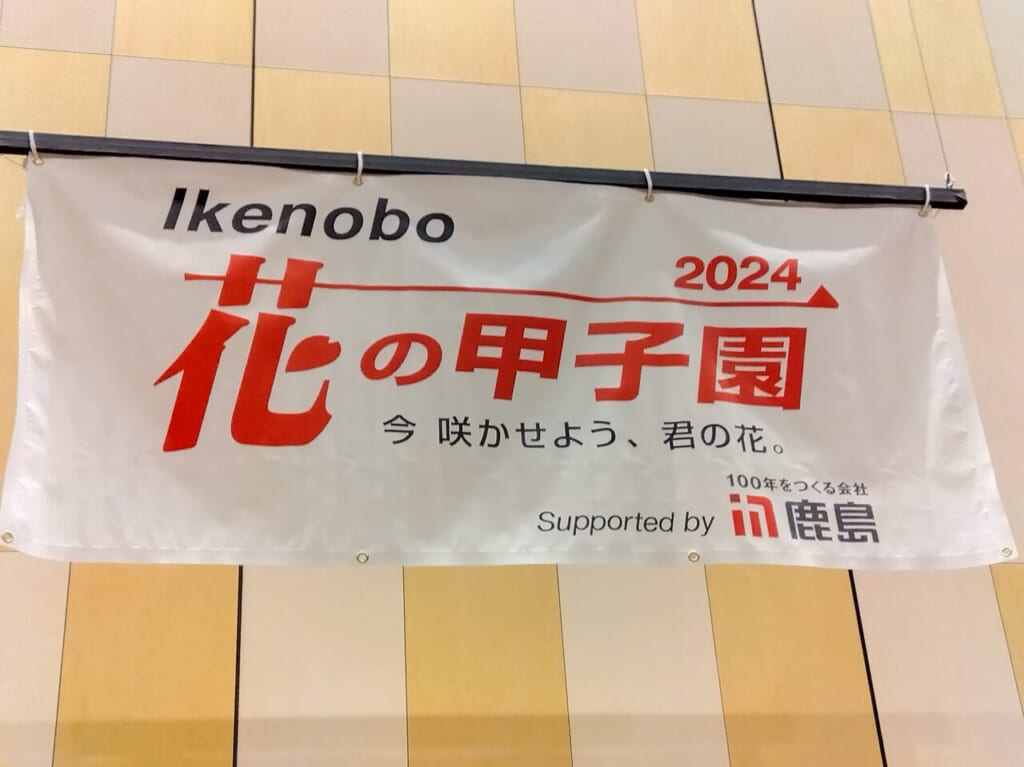 Ikenobo
2024
花の甲子園
今 咲かせよう、君の花。
100年をつくる会社
Supported by 鹿島